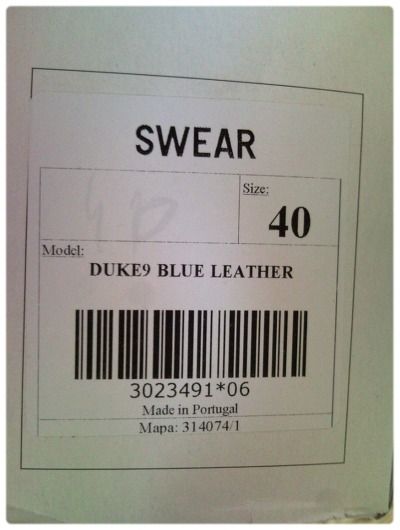 SWEAR
Size:
40
Model:
DUKE9 BLUE LEATHER
3023491*06
Made in Portugal
Mapa: 314074/1